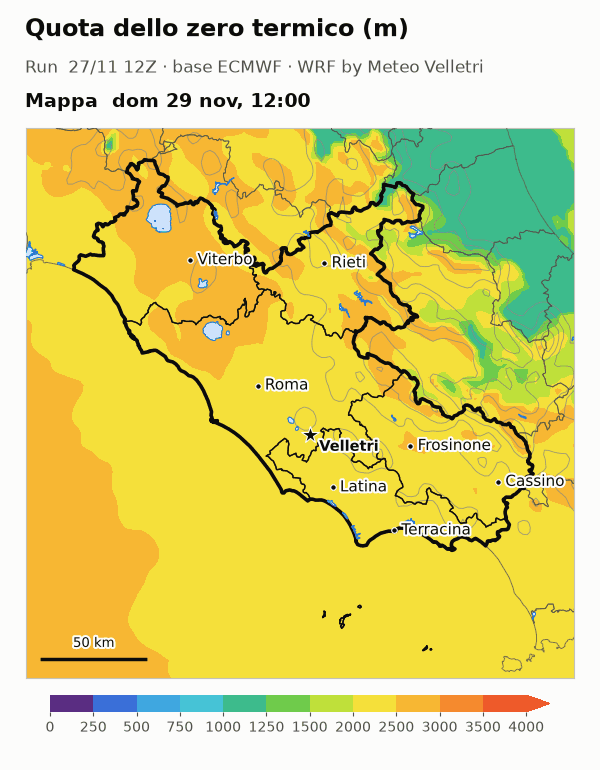 Quota dello zero termico (m)
Run 27/11 12Z · base ECMWF · WRF by Meteo Velletri
Mappa dom 29 nov, 12:00
Viterbo
Rieti
Roma
Velletri
Frosinone
Cassino
Latina
Terracina
50 km
0 250 500 750 1000 1250 1500 2000 2500 3000 3500 4000